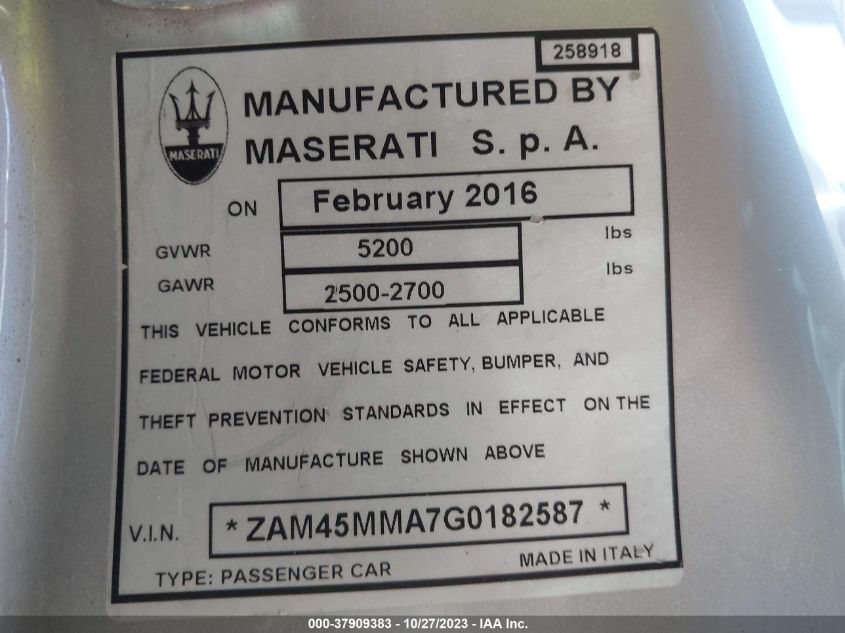 258918
MASERATI
MANUFACTURED BY
MASERATI S. p. A.
ON February 2016
GVWR 5200 lbs
GAWR 2500-2700 lbs
THIS VEHICLE CONFORMS TO ALL APPLICABLE
FEDERAL MOTOR VEHICLE SAFETY, BUMPER, AND
THEFT PREVENTION STANDARDS IN EFFECT ON THE
DATE OF MANUFACTURE SHOWN ABOVE
V.I.N. * ZAM45MMA7G0182587 *
TYPE: PASSENGER CAR MADE IN ITALY
000-37909383 - 10/27/2023 - IAA Inc.